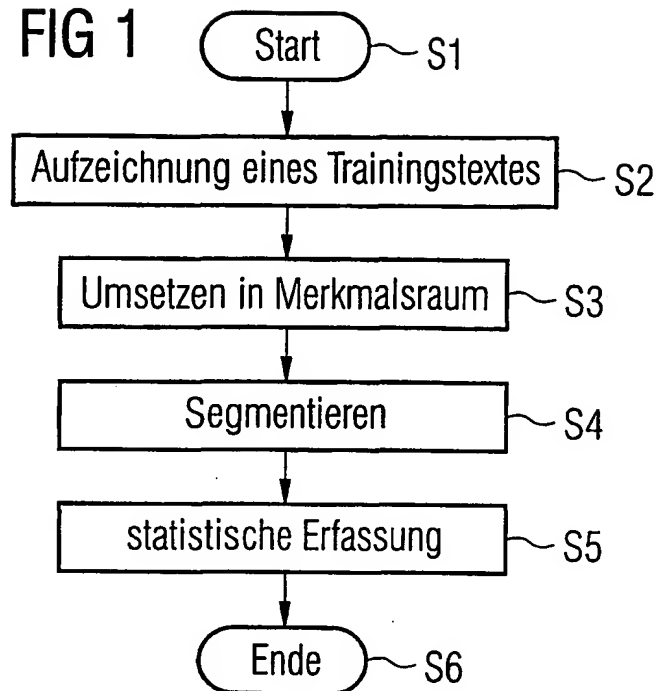 FIG 1
Start S1
Aufzeichnung eines Trainingstextes S2
Umsetzen in Merkmalsraum S3
Segmentieren S4
statistische Erfassung S5
Ende S6